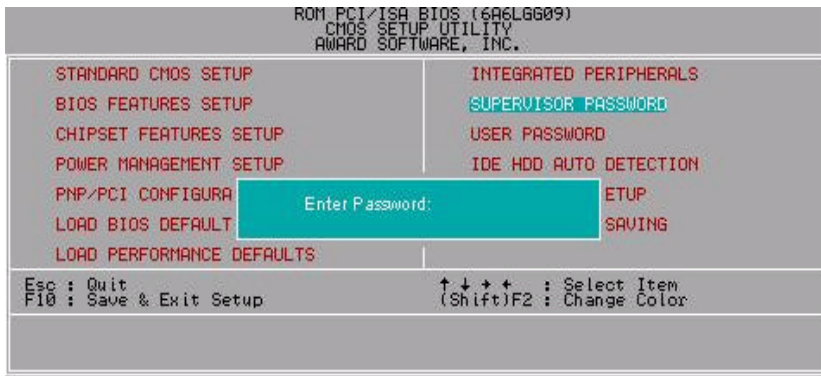 ROM PCI/ISA BIOS (6A6LGG09)
CMOS SETUP UTILITY
AWARD SOFTWARE, INC.
STANDARD CMOS SETUP
BIOS FEATURES SETUP
CHIPSET FEATURES SETUP
POWER MANAGEMENT SETUP
PNP/PCI CONFIGURA
LOAD BIOS DEFAULT
LOAD PERFORMANCE DEFAULTS
INTEGRATED PERIPHERALS
SUPERVISOR PASSWORD
USER PASSWORD
IDE HDD AUTO DETECTION
ETUP
SAVING
Enter Password:
Esc : Quit
F10 : Save & Exit Setup
↑ ↓ → ← : Select Item
(Shift)F2 : Change Color